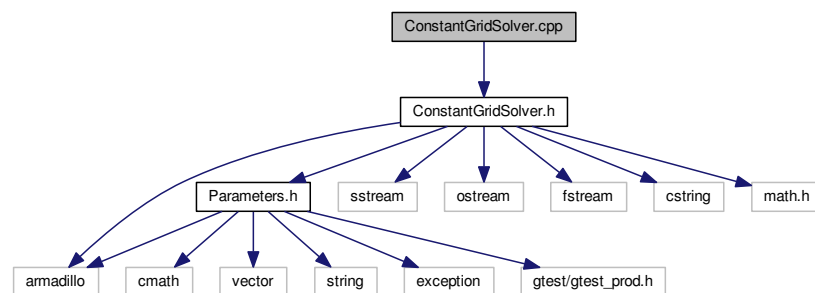 ConstantGridSolver.cpp
ConstantGridSolver.h
Parameters.h
sstream
ostream
fstream
cstring
math.h
armadillo
cmath
vector
string
exception
gtest/gtest_prod.h